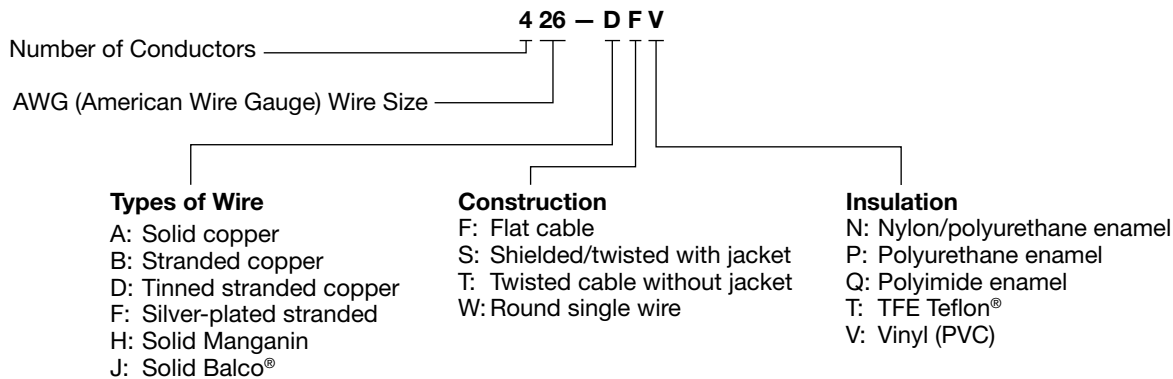 4 26 — D F V
Number of Conductors
AWG (American Wire Gauge) Wire Size
Types of Wire
A: Solid copper
B: Stranded copper
D: Tinned stranded copper
F: Silver-plated stranded
H: Solid Manganin
J: Solid Balco®
Construction
F: Flat cable
S: Shielded/twisted with jacket
T: Twisted cable without jacket
W: Round single wire
Insulation
N: Nylon/polyurethane enamel
P: Polyurethane enamel
Q: Polyimide enamel
T: TFE Teflon®
V: Vinyl (PVC)